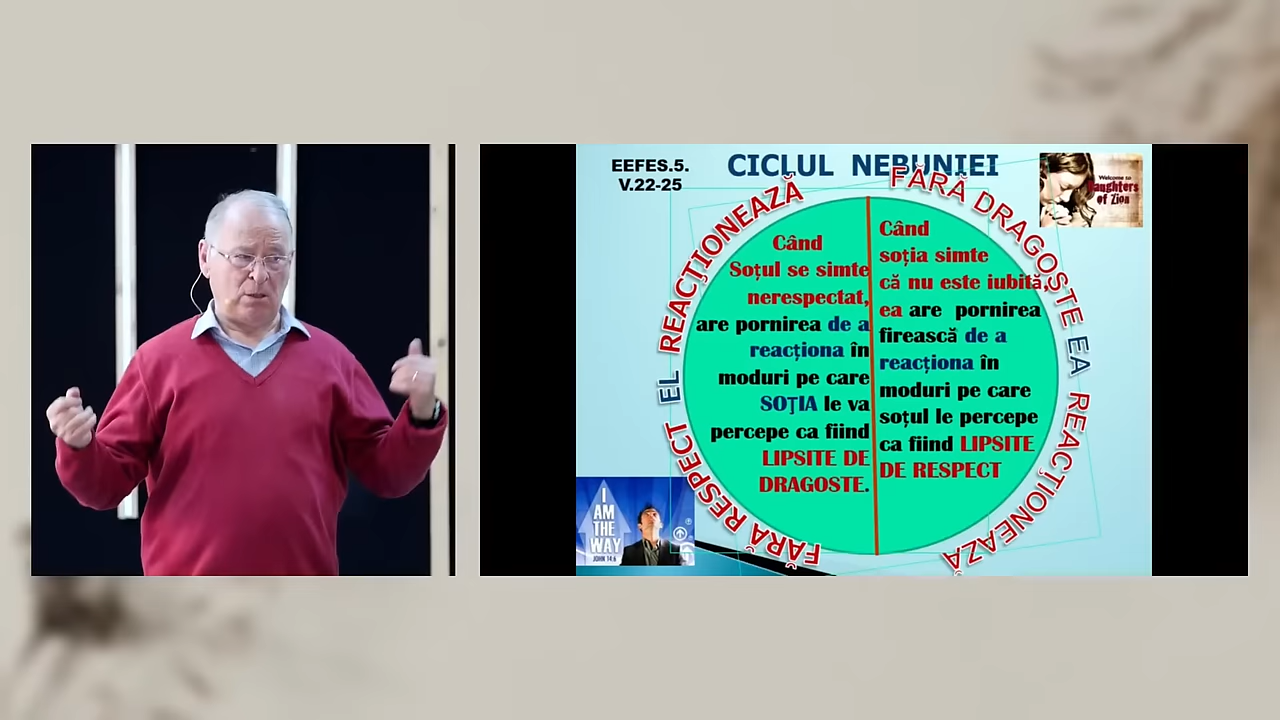 EEFES.5.
V.22-25
CICLUL NEBUNIEI
Welcome to
Daughters
of Zion
FĂRĂ RESPECT EL REACȚIONEAZĂ
FĂRĂ DRAGOSTE EA REACȚIONEAZĂ
Când
Soțul se simte
nerespectat,
are pornirea de a
reacționa în
moduri pe care
SOȚIA le va
percepe ca fiind
LIPSITE DE
DRAGOSTE.
Când
soția simte
că nu este iubită,
ea are pornirea
firească de a
reacționa în
moduri pe care
soțul le percepe
ca fiind LIPSITE
DE RESPECT
I
AM
THE
WAY
JOHN 14:6